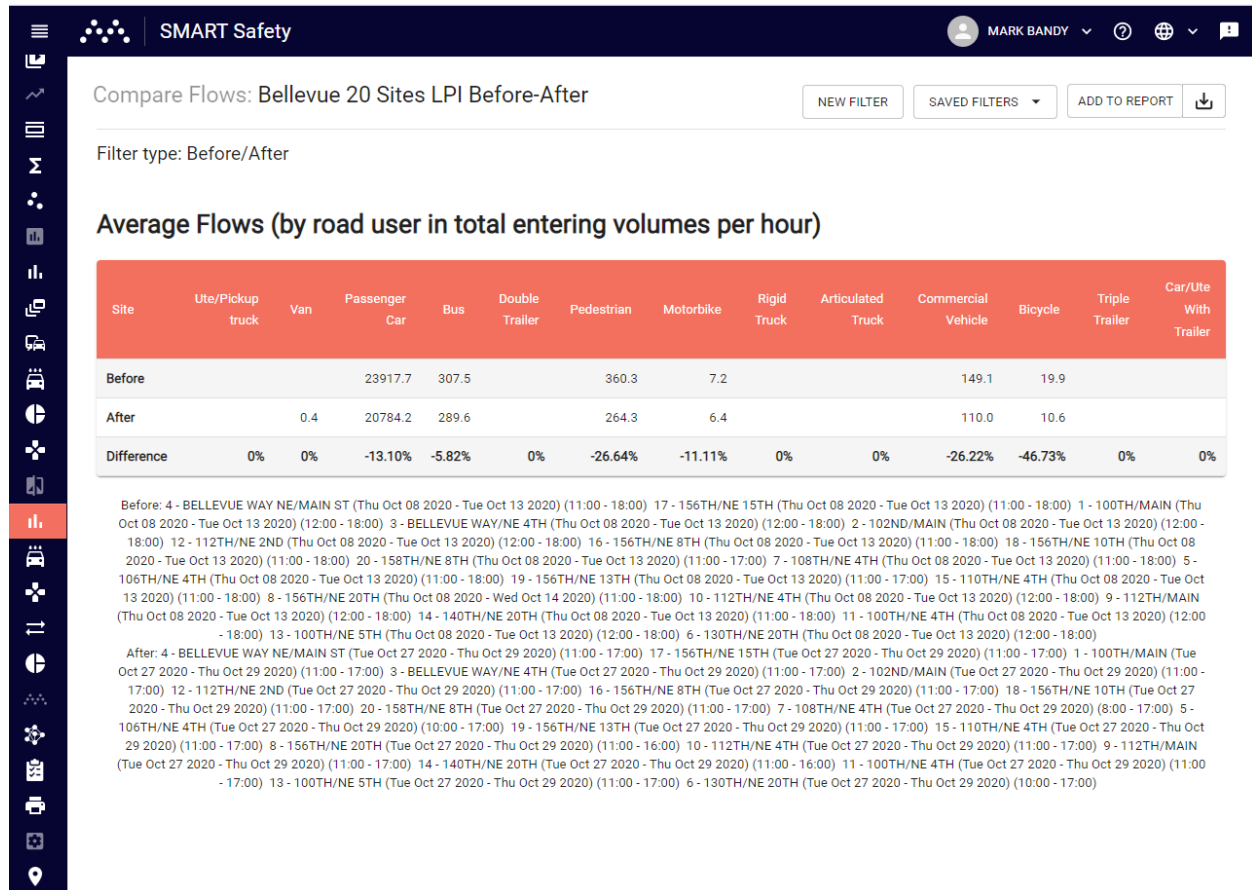 SMART Safety
MARK BANDY
Compare Flows: Bellevue 20 Sites LPI Before-After
NEW FILTER
SAVED FILTERS
ADD TO REPORT
Filter type: Before/After
Average Flows (by road user in total entering volumes per hour)
Site Ute/Pickup truck Van Passenger Car Bus Double Trailer Pedestrian Motorbike Rigid Truck Articulated Truck Commercial Vehicle Bicycle Triple Trailer Car/Ute With Trailer
Before 23917.7 307.5 360.3 7.2 149.1 19.9
After 0.4 20784.2 289.6 264.3 6.4 110.0 10.6
Difference 0% 0% -13.10% -5.82% 0% -26.64% -11.11% 0% 0% -26.22% -46.73% 0% 0%
Before: 4 - BELLEVUE WAY NE/MAIN ST (Thu Oct 08 2020 - Tue Oct 13 2020) (11:00 - 18:00) 17 - 156TH/NE 15TH (Thu Oct 08 2020 - Tue Oct 13 2020) (11:00 - 18:00) 1 - 100TH/MAIN (Thu
Oct 08 2020 - Tue Oct 13 2020) (12:00 - 18:00) 3 - BELLEVUE WAY/NE 4TH (Thu Oct 08 2020 - Tue Oct 13 2020) (12:00 - 18:00) 2 - 102ND/MAIN (Thu Oct 08 2020 - Tue Oct 13 2020) (12:00 -
18:00) 12 - 112TH/NE 2ND (Thu Oct 08 2020 - Tue Oct 13 2020) (12:00 - 18:00) 16 - 156TH/NE 8TH (Thu Oct 08 2020 - Tue Oct 13 2020) (11:00 - 18:00) 18 - 156TH/NE 10TH (Thu Oct 08
2020 - Tue Oct 13 2020) (11:00 - 18:00) 20 - 158TH/NE 8TH (Thu Oct 08 2020 - Tue Oct 13 2020) (11:00 - 17:00) 7 - 108TH/NE 4TH (Thu Oct 08 2020 - Tue Oct 13 2020) (11:00 - 18:00) 5 -
106TH/NE 4TH (Thu Oct 08 2020 - Tue Oct 13 2020) (11:00 - 18:00) 19 - 156TH/NE 13TH (Thu Oct 08 2020 - Tue Oct 13 2020) (11:00 - 17:00) 15 - 110TH/NE 4TH (Thu Oct 08 2020 - Tue Oct
13 2020) (11:00 - 18:00) 8 - 156TH/NE 20TH (Thu Oct 08 2020 - Wed Oct 14 2020) (11:00 - 18:00) 10 - 112TH/NE 4TH (Thu Oct 08 2020 - Tue Oct 13 2020) (12:00 - 18:00) 9 - 112TH/MAIN
(Thu Oct 08 2020 - Tue Oct 13 2020) (12:00 - 18:00) 14 - 140TH/NE 20TH (Thu Oct 08 2020 - Tue Oct 13 2020) (11:00 - 18:00) 11 - 100TH/NE 4TH (Thu Oct 08 2020 - Tue Oct 13 2020) (12:00
- 18:00) 13 - 100TH/NE 5TH (Thu Oct 08 2020 - Tue Oct 13 2020) (12:00 - 18:00) 6 - 130TH/NE 20TH (Thu Oct 08 2020 - Tue Oct 13 2020) (12:00 - 18:00)
After: 4 - BELLEVUE WAY NE/MAIN ST (Tue Oct 27 2020 - Thu Oct 29 2020) (11:00 - 17:00) 17 - 156TH/NE 15TH (Tue Oct 27 2020 - Thu Oct 29 2020) (11:00 - 17:00) 1 - 100TH/MAIN (Tue
Oct 27 2020 - Thu Oct 29 2020) (11:00 - 17:00) 3 - BELLEVUE WAY/NE 4TH (Tue Oct 27 2020 - Thu Oct 29 2020) (11:00 - 17:00) 2 - 102ND/MAIN (Tue Oct 27 2020 - Thu Oct 29 2020) (11:00 -
17:00) 12 - 112TH/NE 2ND (Tue Oct 27 2020 - Thu Oct 29 2020) (11:00 - 17:00) 16 - 156TH/NE 8TH (Tue Oct 27 2020 - Thu Oct 29 2020) (11:00 - 17:00) 18 - 156TH/NE 10TH (Tue Oct 27
2020 - Thu Oct 29 2020) (11:00 - 17:00) 20 - 158TH/NE 8TH (Tue Oct 27 2020 - Thu Oct 29 2020) (11:00 - 17:00) 7 - 108TH/NE 4TH (Tue Oct 27 2020 - Thu Oct 29 2020) (8:00 - 17:00) 5 -
106TH/NE 4TH (Tue Oct 27 2020 - Thu Oct 29 2020) (10:00 - 17:00) 19 - 156TH/NE 13TH (Tue Oct 27 2020 - Thu Oct 29 2020) (11:00 - 17:00) 15 - 110TH/NE 4TH (Tue Oct 27 2020 - Thu Oct
29 2020) (11:00 - 17:00) 8 - 156TH/NE 20TH (Tue Oct 27 2020 - Thu Oct 29 2020) (11:00 - 16:00) 10 - 112TH/NE 4TH (Tue Oct 27 2020 - Thu Oct 29 2020) (11:00 - 17:00) 9 - 112TH/MAIN
(Tue Oct 27 2020 - Thu Oct 29 2020) (11:00 - 17:00) 14 - 140TH/NE 20TH (Tue Oct 27 2020 - Thu Oct 29 2020) (11:00 - 16:00) 11 - 100TH/NE 4TH (Tue Oct 27 2020 - Thu Oct 29 2020) (11:00
- 17:00) 13 - 100TH/NE 5TH (Tue Oct 27 2020 - Thu Oct 29 2020) (11:00 - 17:00) 6 - 130TH/NE 20TH (Tue Oct 27 2020 - Thu Oct 29 2020) (10:00 - 17:00)